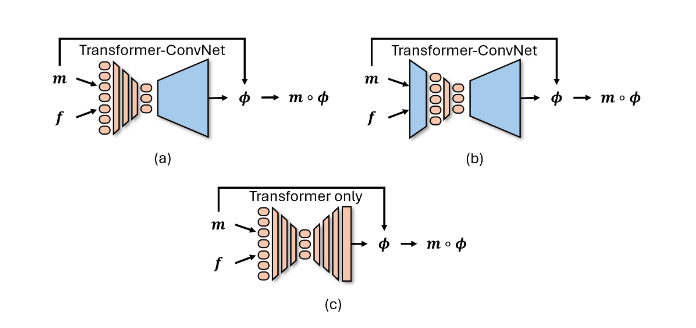 Transformer-ConvNet
m
f
ϕ
m ∘ ϕ
(a)
Transformer-ConvNet
m
f
ϕ
m ∘ ϕ
(b)
Transformer only
m
f
ϕ
m ∘ ϕ
(c)